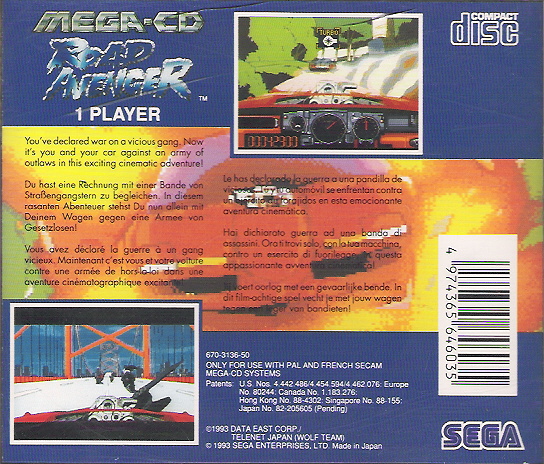 MEGA-CD
ROAD AVENGER™
1 PLAYER
COMPACT disc
TURBO
00042300
You've declared war on a vicious gang. Now
it's you and your car against an army of
outlaws in this exciting cinematic adventure!
Du hast eine Rechnung mit einer Bande von
Straßengangstern zu begleichen. In diesem
rasanten Abenteuer stehst Du nun allein mit
Deinem Wagen gegen eine Armee von
Gesetzlosen!
Vous avez déclaré la guerre à un gang
vicieux. Maintenant c'est vous et votre voiture
contre une armée de hors-la-loi dans une
aventure cinématographique
Le has declarado la guerra a una pandilla de
tu automóvil se enfrentan contra
forajidos en esta emocionante
aventura cinemática.
Hai dichiarato guerra ad una banda di
assassini. Ora ti trovi solo, con la tua macchina,
contro un esercito di fuorilegge, in questa
appassionante avventura
voert oorlog met een gevaarlijke bende. In
dit film-achtige spel vecht je met jouw wagen
tegen van bandieten!
4 974365 646035
670-3136-50
ONLY FOR USE WITH PAL AND FRENCH SECAM
MEGA-CD SYSTEMS
Patents: U.S. Nos. 4.442.486/4.454.594/4.462.076: Europe
No. 80244: Canada No. 1.183.276:
Hong Kong No. 88-4302: Singapore No. 88-155:
Japan No. 82-205605 (Pending)
©1993 DATA EAST CORP./
TELENET JAPAN (WOLF TEAM)
© 1993 SEGA ENTERPRISES, LTD. Made in Japan
SEGA